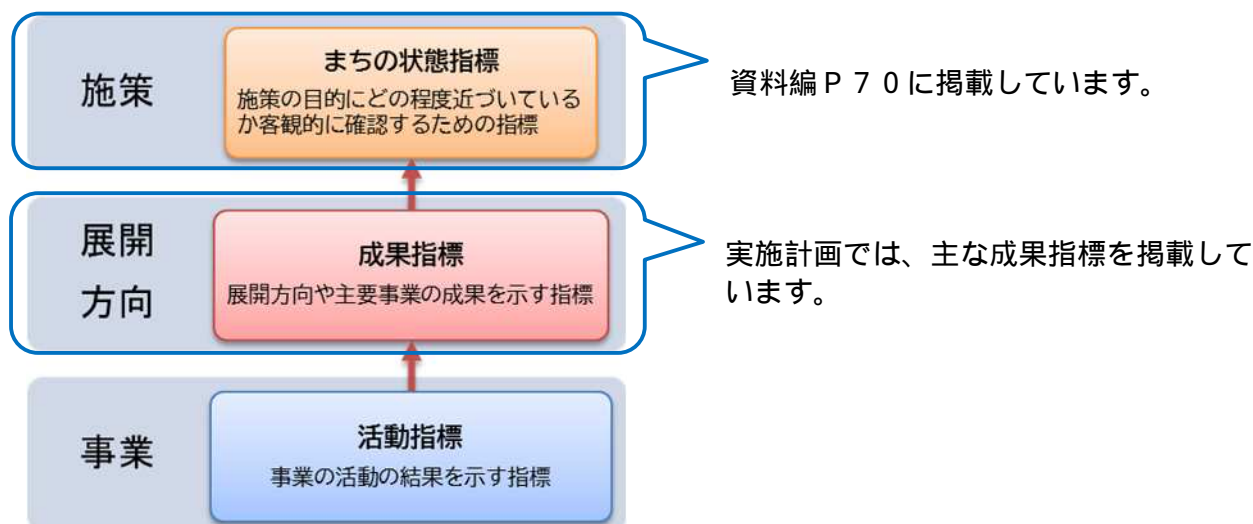 施策
まちの状態指標
施策の目的にどの程度近づいている
か客観的に確認するための指標
資料編Ｐ７０に掲載しています。
展開
方向
成果指標
展開方向や主要事業の成果を示す指標
実施計画では、主な成果指標を掲載して
います。
事業
活動指標
事業の活動の結果を示す指標